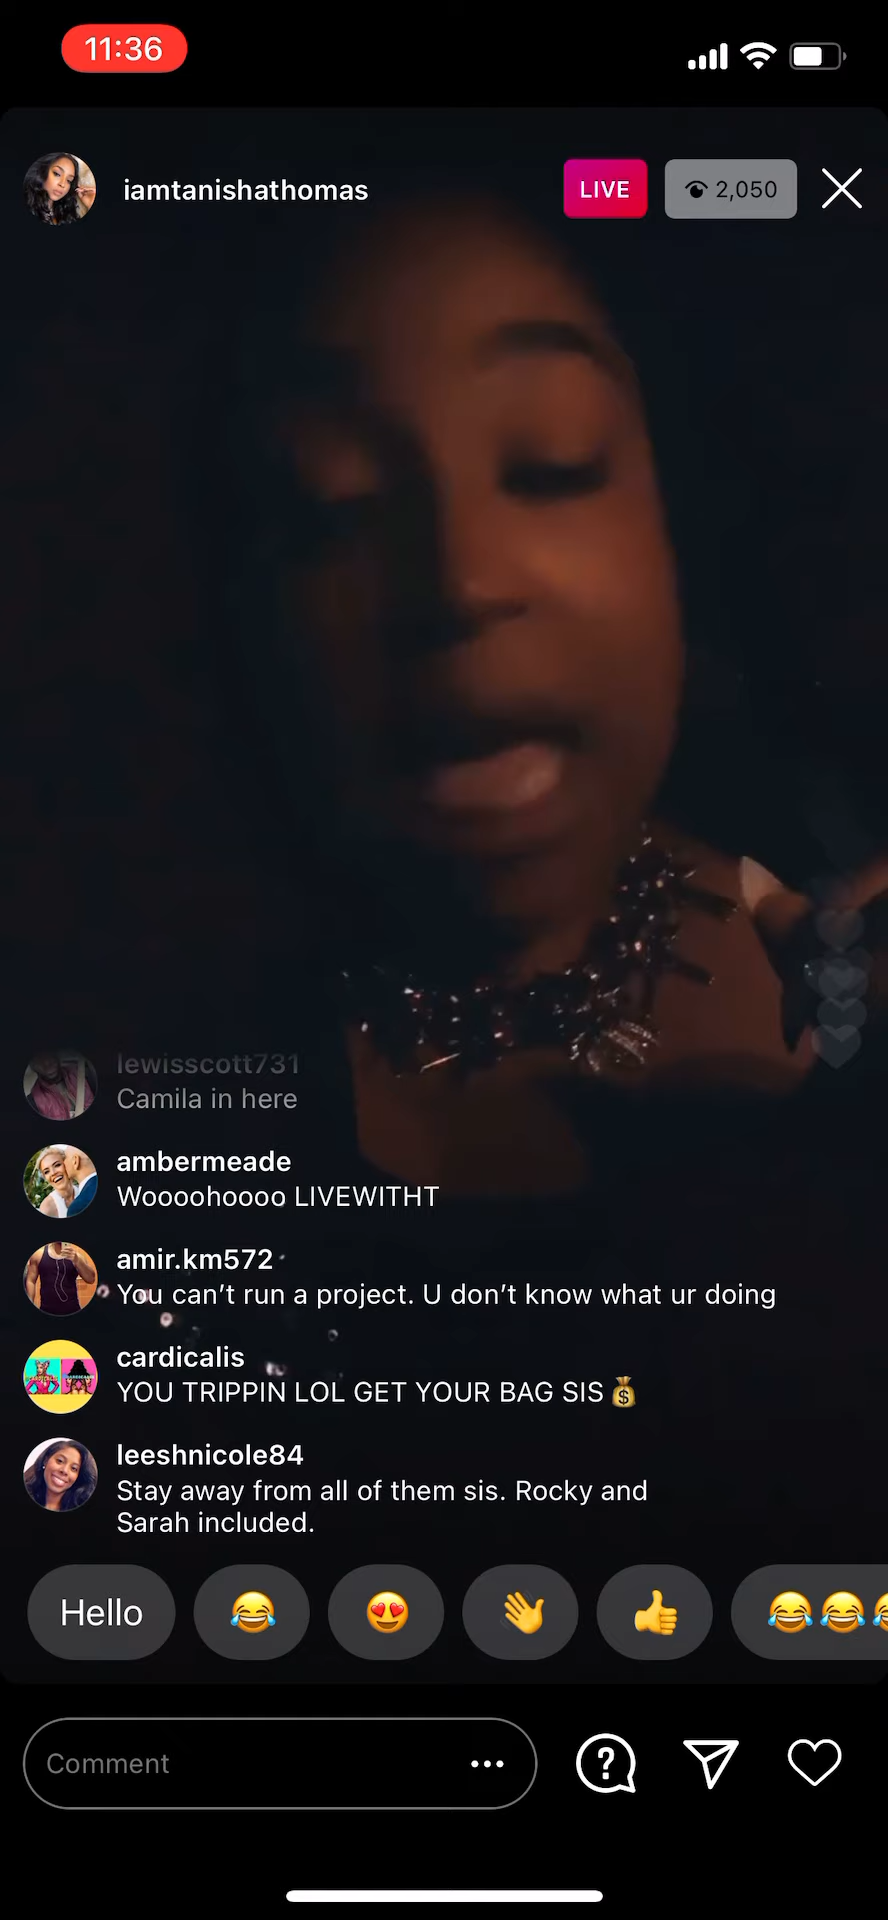 11:36
iamtanishathomas
LIVE
2,050
lewisscott731
Camila in here
ambermeade
Woooohoooo LIVEWITHT
amir.km572
You can’t run a project. U don’t know what ur doing
cardicalis
YOU TRIPPIN LOL GET YOUR BAG SIS 💰
leeshnicole84
Stay away from all of them sis. Rocky and
Sarah included.
Hello
Comment